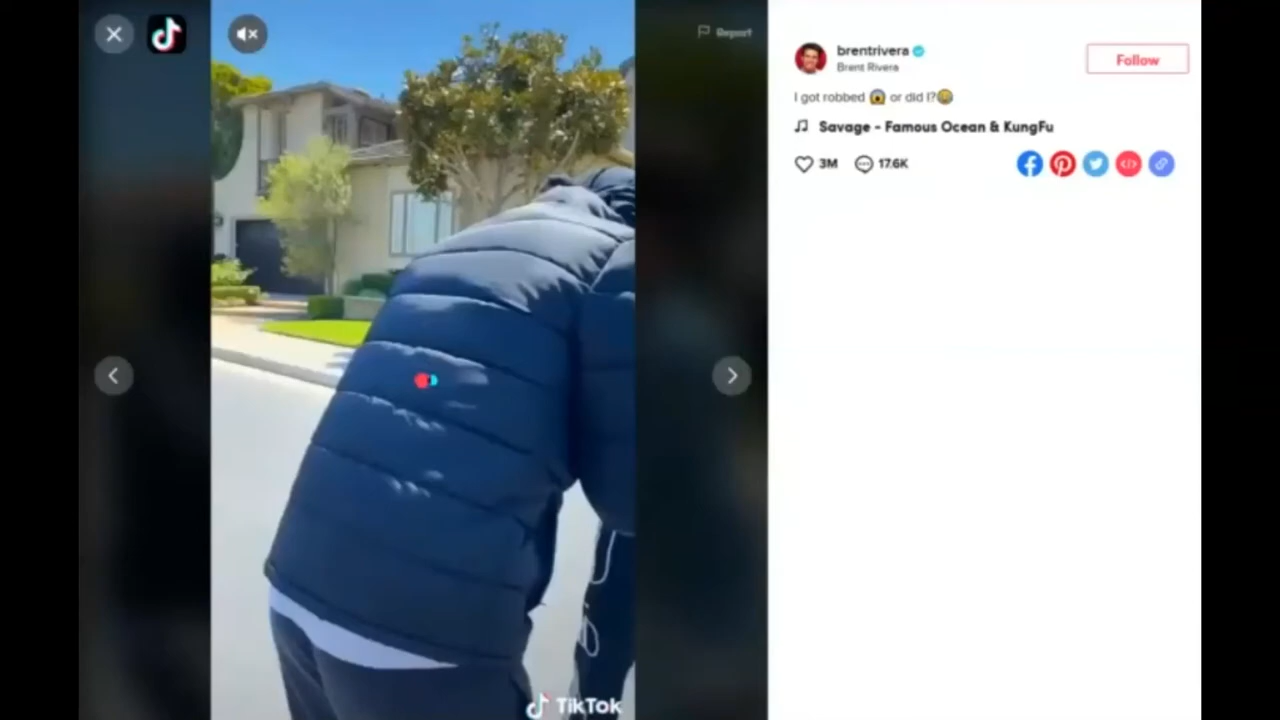 Report
brentrivera
Brent Rivera
Follow
I got robbed 😱 or did I?😂
Savage - Famous Ocean & KungFu
3M 17.6K
TikTok